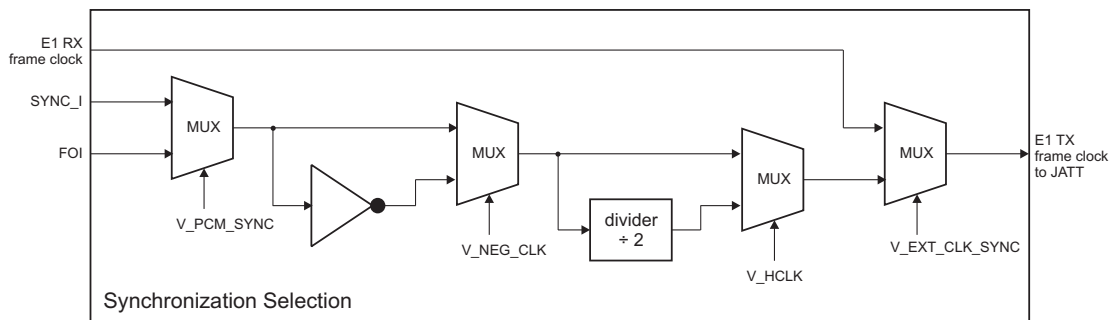 E1 RX
frame clock
SYNC_I
FOI
MUX
V_PCM_SYNC
MUX
V_NEG_CLK
divider
÷ 2
MUX
V_HCLK
MUX
V_EXT_CLK_SYNC
E1 TX
frame clock
to JATT
Synchronization Selection